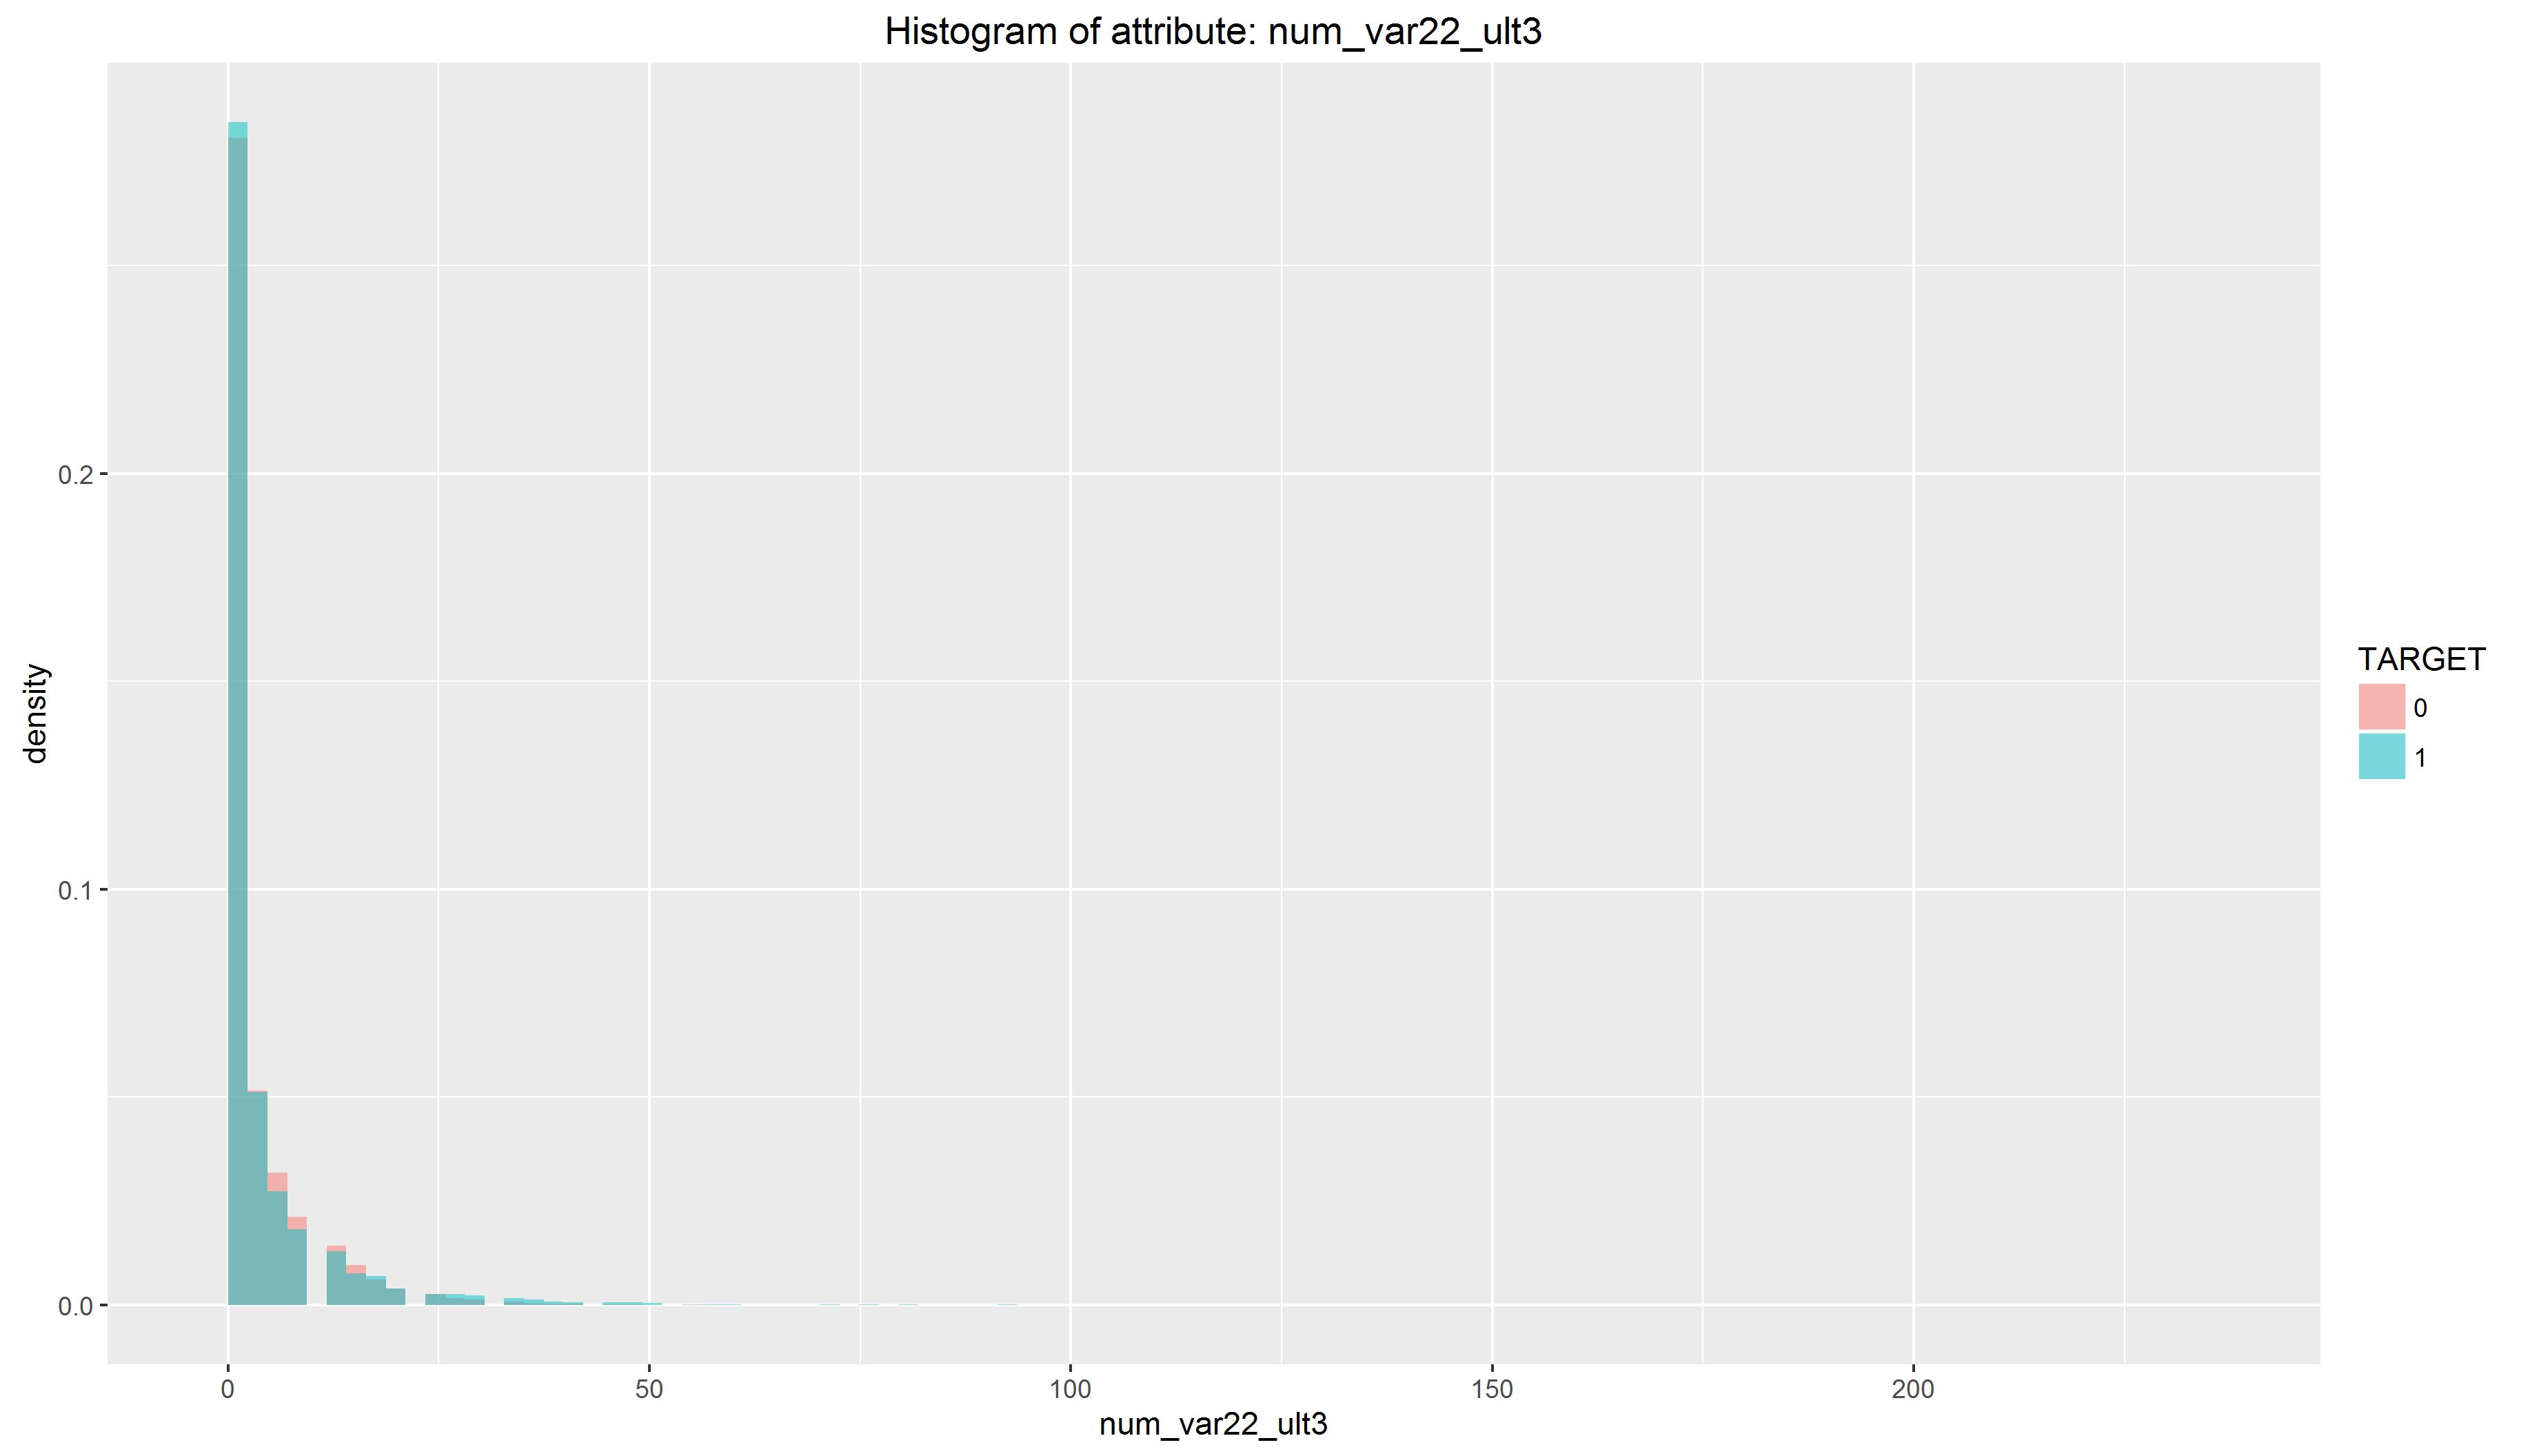 Histogram of attribute: num_var22_ult3
density
0.2
0.1
0.0
0 50 100 150 200
num_var22_ult3
TARGET
0
1